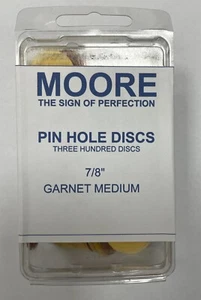 MOORE
THE SIGN OF PERFECTION
PIN HOLE DISCS
THREE HUNDRED DISCS
7/8"
GARNET MEDIUM